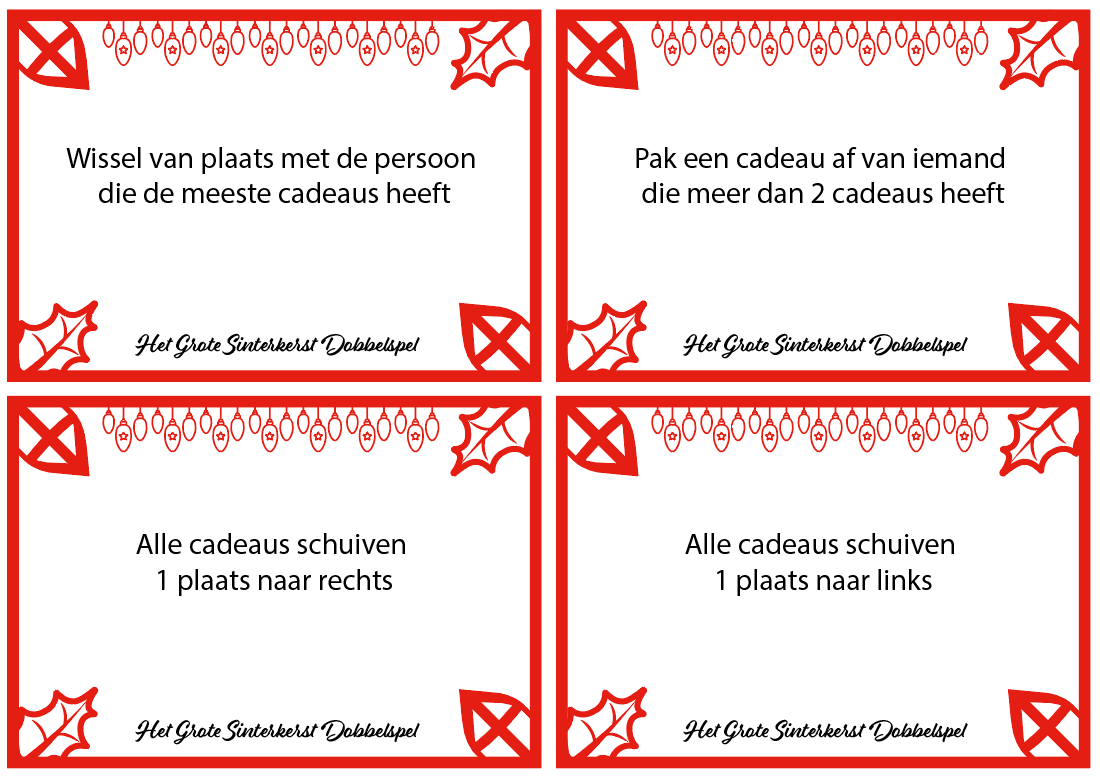 Wissel van plaats met de persoon
die de meeste cadeaus heeft
Het Grote Sinterkerst Dobbelspel
Pak een cadeau af van iemand
die meer dan 2 cadeaus heeft
Het Grote Sinterkerst Dobbelspel
Alle cadeaus schuiven
1 plaats naar rechts
Het Grote Sinterkerst Dobbelspel
Alle cadeaus schuiven
1 plaats naar links
Het Grote Sinterkerst Dobbelspel